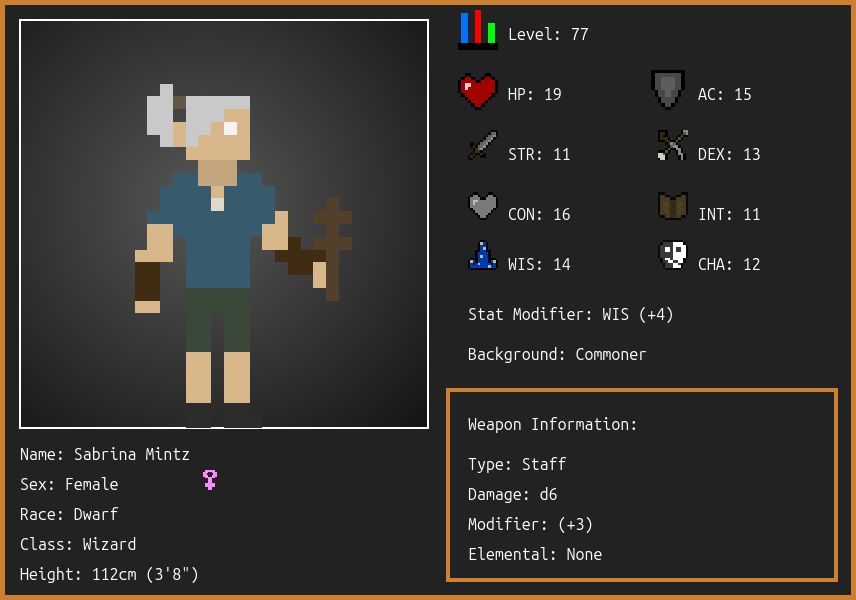 Level: 77
HP: 19
AC: 15
STR: 11
DEX: 13
CON: 16
INT: 11
WIS: 14
CHA: 12
Stat Modifier: WIS (+4)
Background: Commoner
Weapon Information:
Type: Staff
Damage: d6
Modifier: (+3)
Elemental: None
Name: Sabrina Mintz
Sex: Female
Race: Dwarf
Class: Wizard
Height: 112cm (3'8")